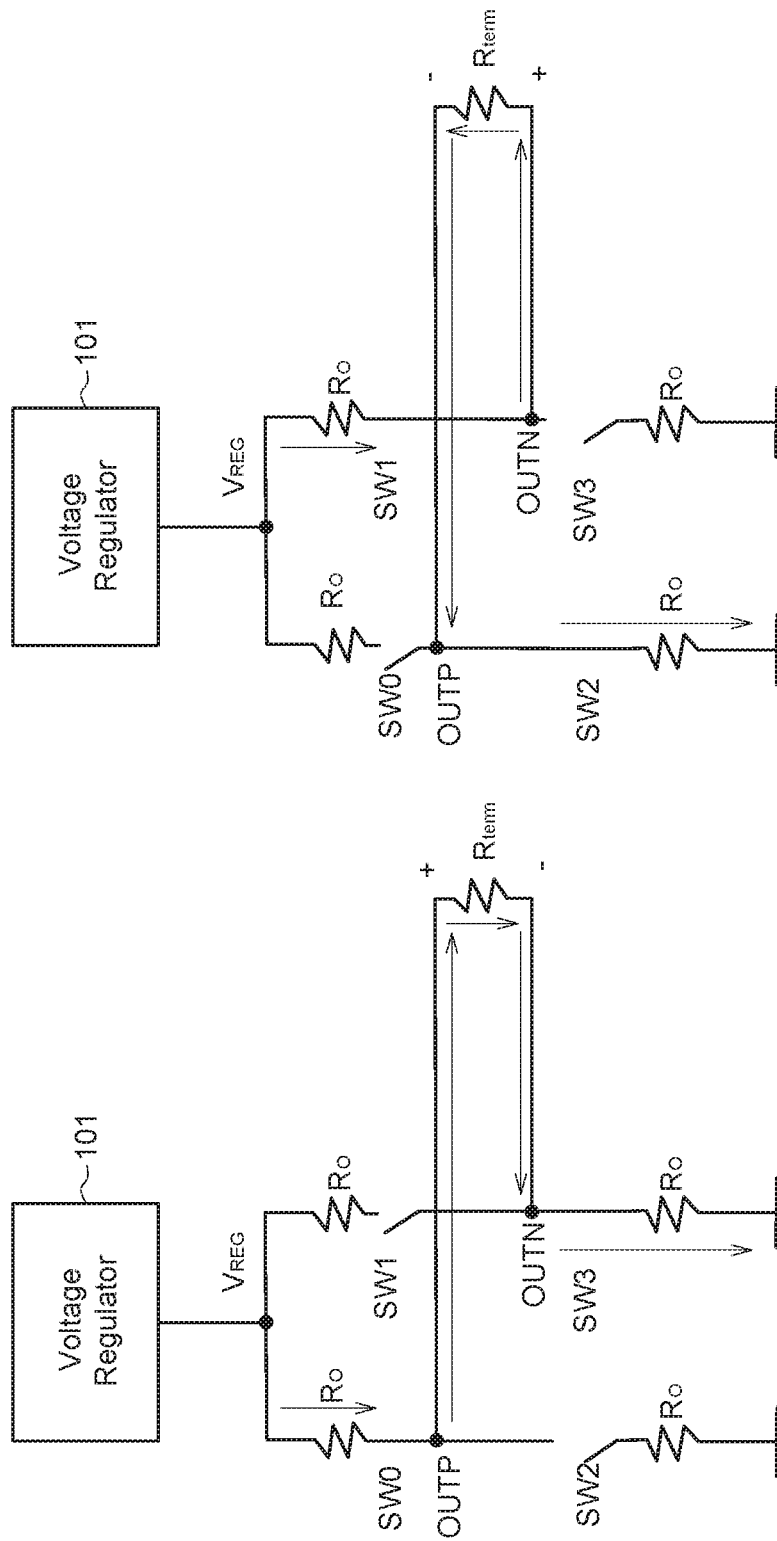 101
Voltage
Regulator
VREG
Ro
Ro
SW0
SW1
OUTP
OUTN
+
Rterm
-
SW2
SW3
Ro
Ro
101
Voltage
Regulator
VREG
Ro
Ro
SW0
SW1
OUTP
OUTN
-
Rterm
+
SW2
SW3
Ro
Ro